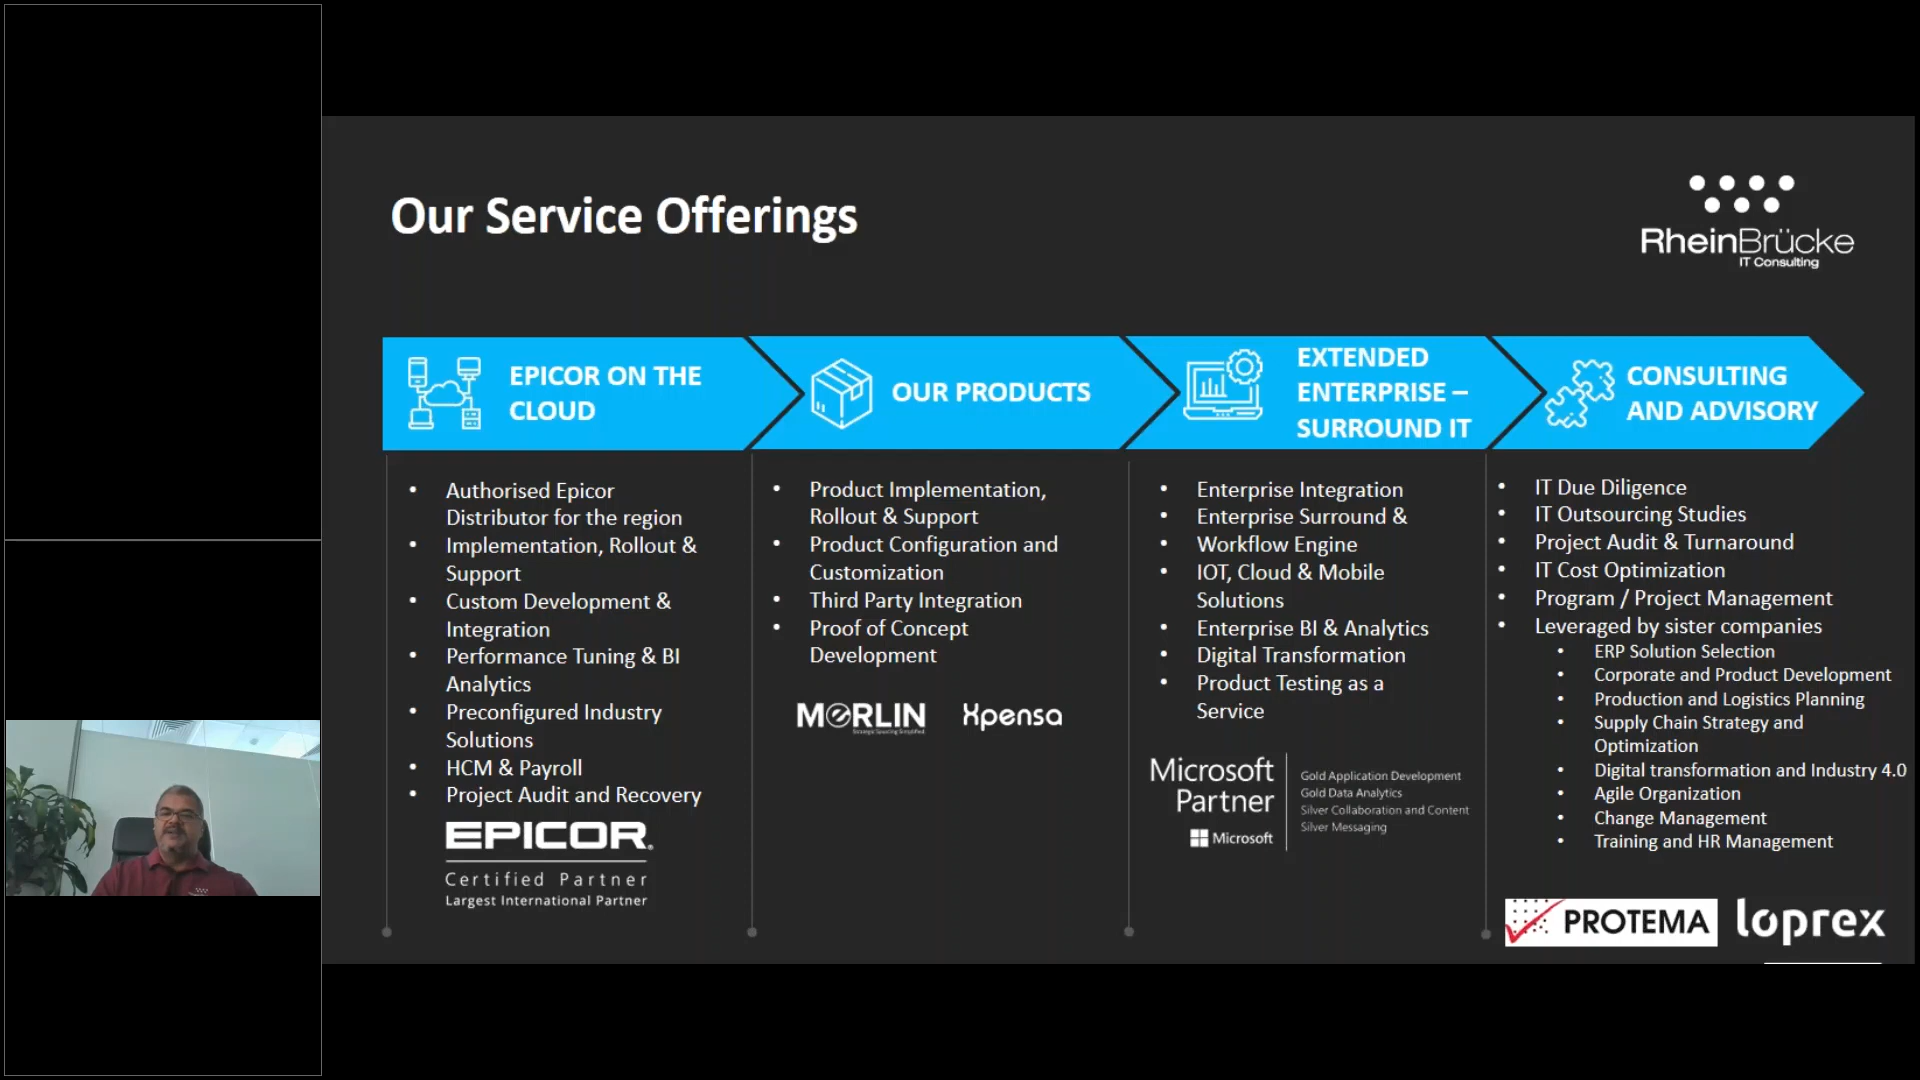 Our Service Offerings
RheinBrücke
IT Consulting
EPICOR ON THE
CLOUD
• Authorised Epicor
Distributor for the region
• Implementation, Rollout &
Support
• Custom Development &
Integration
• Performance Tuning & BI
Analytics
• Preconfigured Industry
Solutions
• HCM & Payroll
• Project Audit and Recovery
EPICOR.
Certified Partner
Largest International Partner
OUR PRODUCTS
• Product Implementation,
Rollout & Support
• Product Configuration and
Customization
• Third Party Integration
• Proof of Concept
Development
MERLIN
Strategic Sourcing Simplified
Xpensa
EXTENDED
ENTERPRISE –
SURROUND IT
• Enterprise Integration
• Enterprise Surround &
• Workflow Engine
• IOT, Cloud & Mobile
Solutions
• Enterprise BI & Analytics
• Digital Transformation
• Product Testing as a
Service
Microsoft
Partner
Microsoft
Gold Application Development
Gold Data Analytics
Silver Collaboration and Content
Silver Messaging
CONSULTING
AND ADVISORY
• IT Due Diligence
• IT Outsourcing Studies
• Project Audit & Turnaround
• IT Cost Optimization
• Program / Project Management
• Leveraged by sister companies
• ERP Solution Selection
• Corporate and Product Development
• Production and Logistics Planning
• Supply Chain Strategy and
Optimization
• Digital transformation and Industry 4.0
• Agile Organization
• Change Management
• Training and HR Management
PROTEMA
loprex